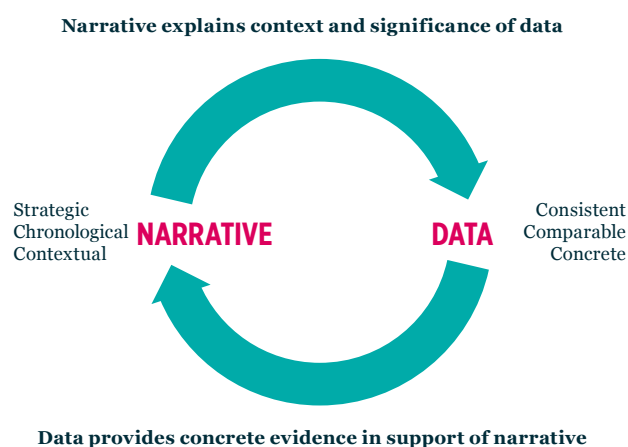 Narrative explains context and significance of data
Strategic
Chronological
Contextual
NARRATIVE
DATA
Consistent
Comparable
Concrete
Data provides concrete evidence in support of narrative